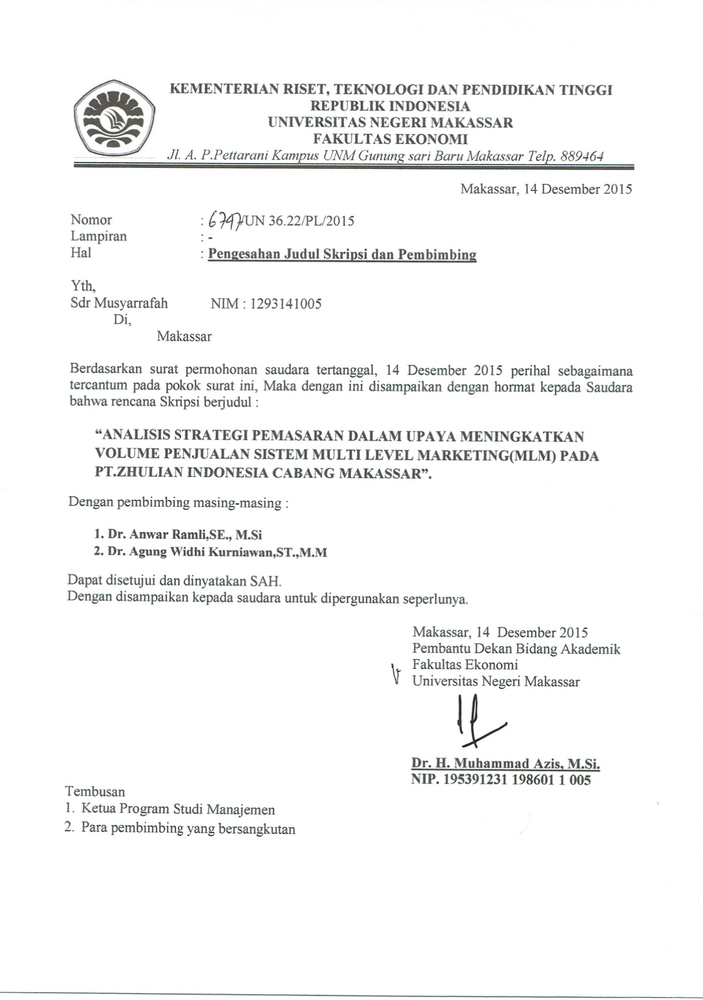 KEMENTERIAN RISET, TEKNOLOGI DAN PENDIDIKAN TINGGI
REPUBLIK INDONESIA
UNIVERSITAS NEGERI MAKASSAR
FAKULTAS EKONOMI
Jl. A. P.Pettarani Kampus UNM Gunung sari Baru Makassar Telp. 889464
Makassar, 14 Desember 2015
Nomor : 6747/UN 36.22/PL/2015
Lampiran : -
Hal : Pengesahan Judul Skripsi dan Pembimbing
Yth,
Sdr Musyarrafah NIM : 1293141005
Di,
Makassar
Berdasarkan surat permohonan saudara tertanggal, 14 Desember 2015 perihal sebagaimana
tercantum pada pokok surat ini, Maka dengan ini disampaikan dengan hormat kepada Saudara
bahwa rencana Skripsi berjudul :
“ANALISIS STRATEGI PEMASARAN DALAM UPAYA MENINGKATKAN
VOLUME PENJUALAN SISTEM MULTI LEVEL MARKETING(MLM) PADA
PT.ZHULIAN INDONESIA CABANG MAKASSAR”.
Dengan pembimbing masing-masing :
1. Dr. Anwar Ramli,SE., M.Si
2. Dr. Agung Widhi Kurniawan,ST.,M.M
Dapat disetujui dan dinyatakan SAH.
Dengan disampaikan kepada saudara untuk dipergunakan seperlunya.
Makassar, 14 Desember 2015
Pembantu Dekan Bidang Akademik
Fakultas Ekonomi
Universitas Negeri Makassar
Dr. H. Muhammad Azis, M.Si.
NIP. 195391231 198601 1 005
Tembusan
1. Ketua Program Studi Manajemen
2. Para pembimbing yang bersangkutan